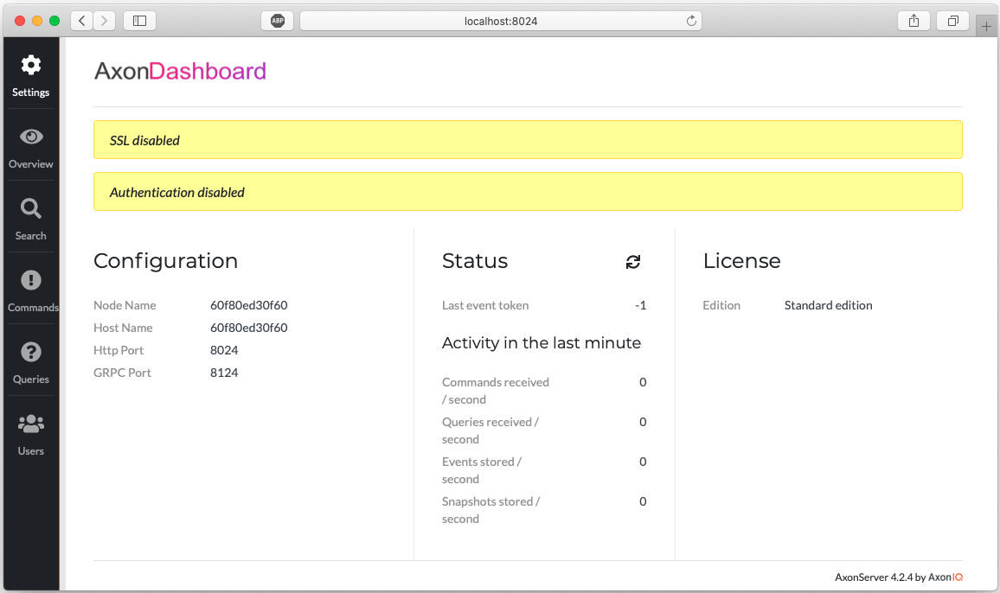 ABP
localhost:8024
Settings
Overview
Search
Commands
Queries
Users
AxonDashboard
SSL disabled
Authentication disabled
Configuration
Node Name 60f80ed30f60
Host Name 60f80ed30f60
Http Port 8024
GRPC Port 8124
Status
Last event token -1
Activity in the last minute
Commands received 0
/ second
Queries received / 0
second
Events stored / 0
second
Snapshots stored / 0
second
License
Edition Standard edition
AxonServer 4.2.4 by AxonIQ